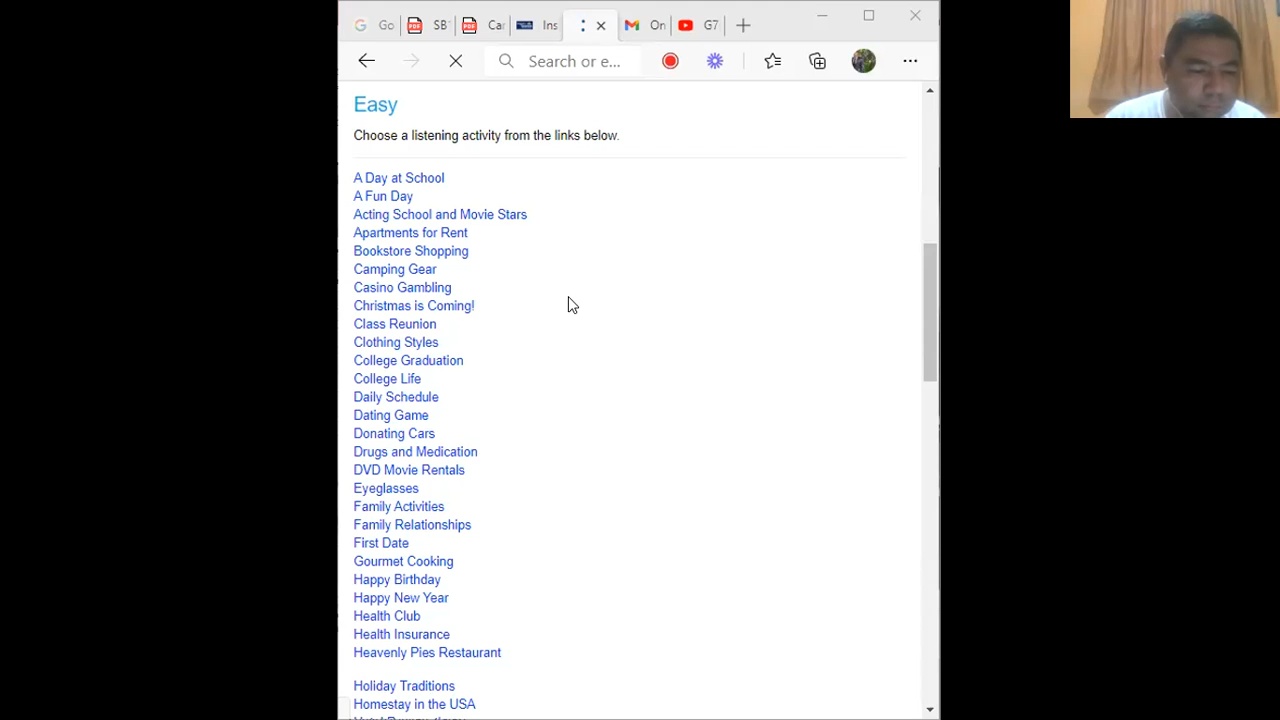 Go
SB
Car
Ins
:
On
G7
Search or e...
Easy
Choose a listening activity from the links below.
A Day at School
A Fun Day
Acting School and Movie Stars
Apartments for Rent
Bookstore Shopping
Camping Gear
Casino Gambling
Christmas is Coming!
Class Reunion
Clothing Styles
College Graduation
College Life
Daily Schedule
Dating Game
Donating Cars
Drugs and Medication
DVD Movie Rentals
Eyeglasses
Family Activities
Family Relationships
First Date
Gourmet Cooking
Happy Birthday
Happy New Year
Health Club
Health Insurance
Heavenly Pies Restaurant
Holiday Traditions
Homestay in the USA